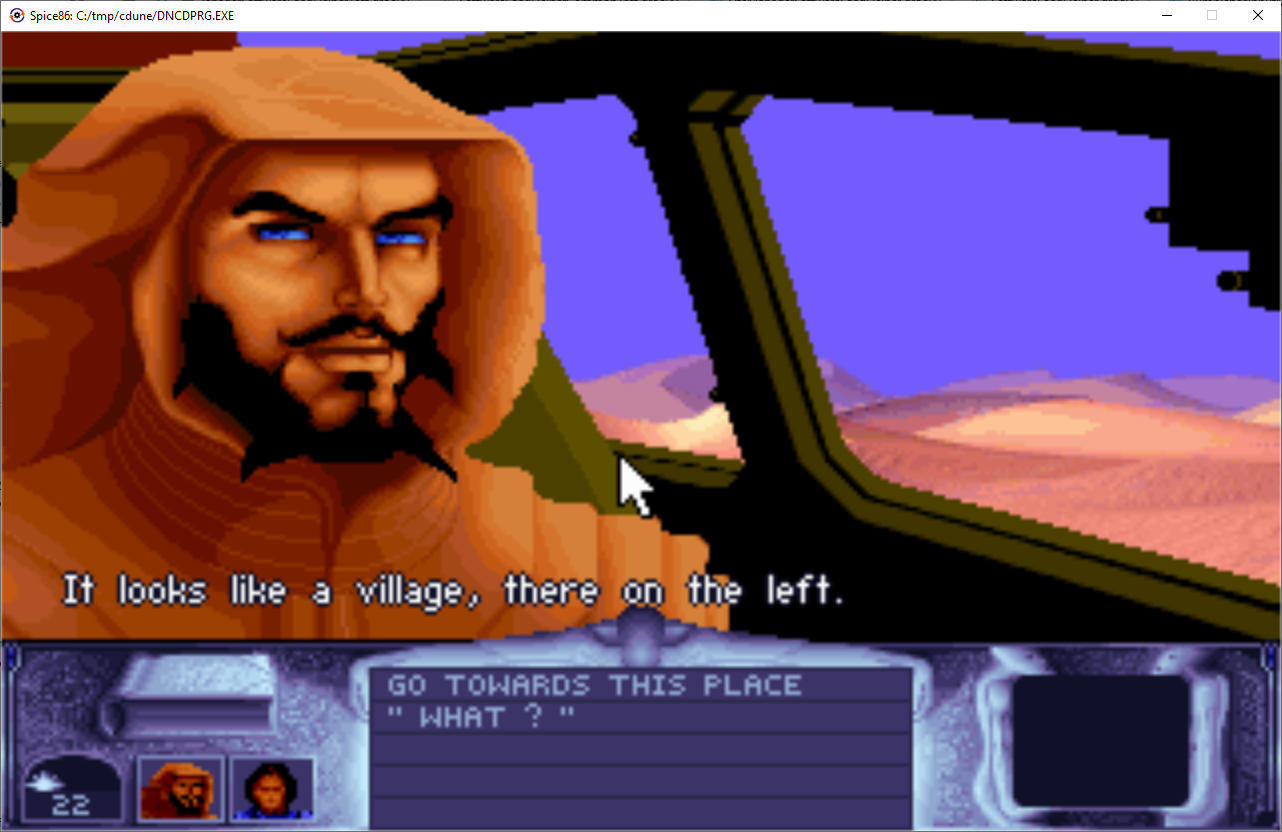 Spice86: C:/tmp/cdune/DNCDPRG.EXE
It looks like a village, there on the left.
GO TOWARDS THIS PLACE
" WHAT ? "
22